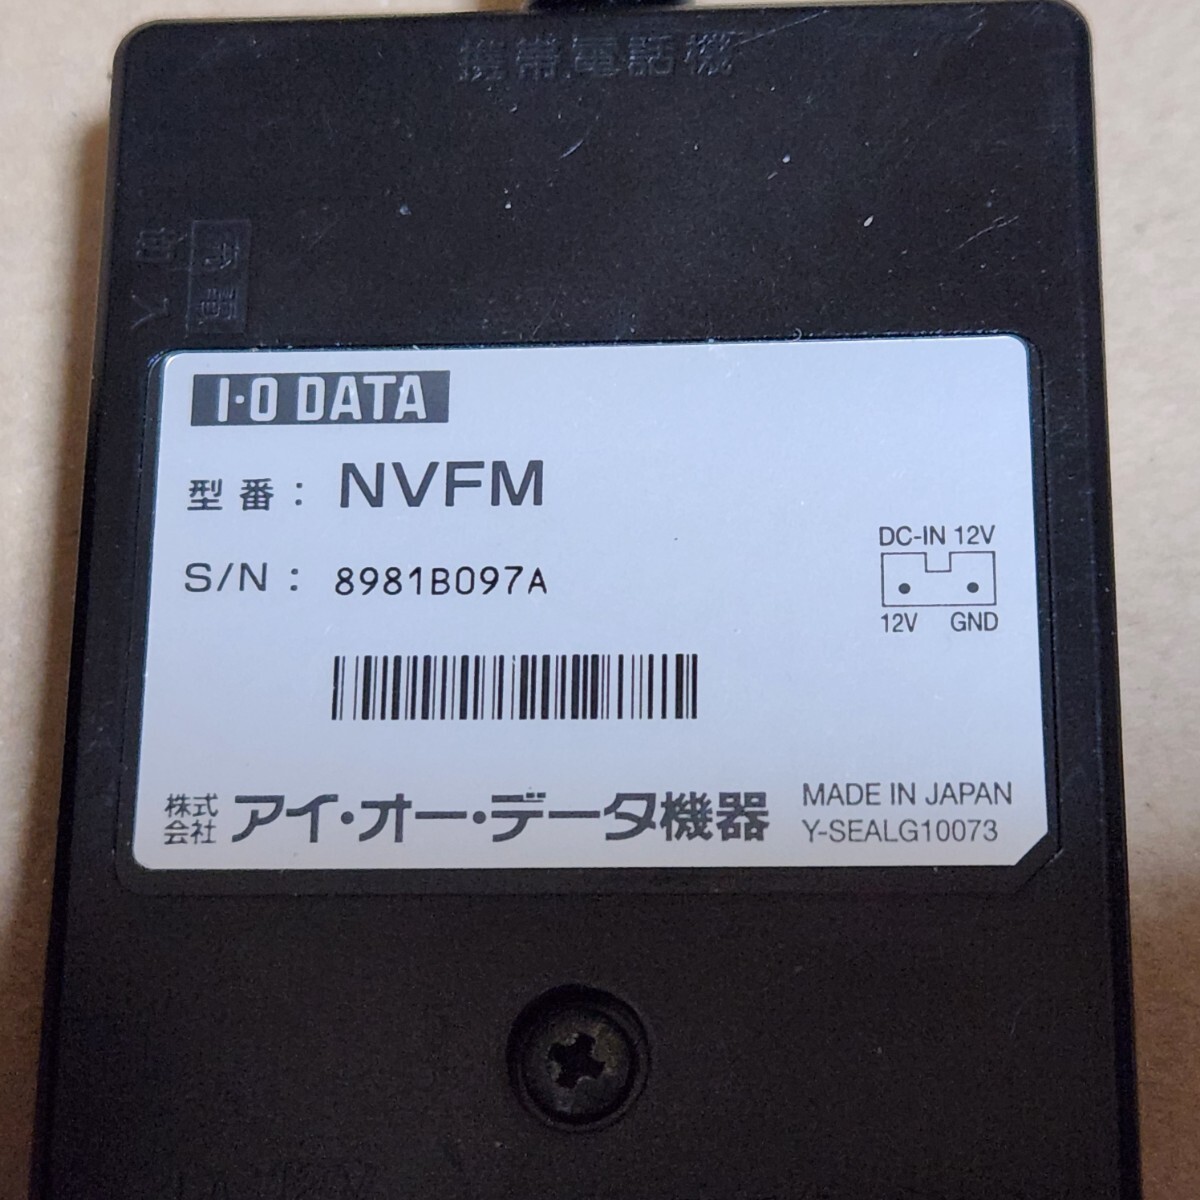 携帯電話機
I·O DATA
型番： NVFM
S/N： 8981B097A
DC-IN 12V
12V GND
株式会社 アイ・オー・データ機器
MADE IN JAPAN
Y-SEALG10073